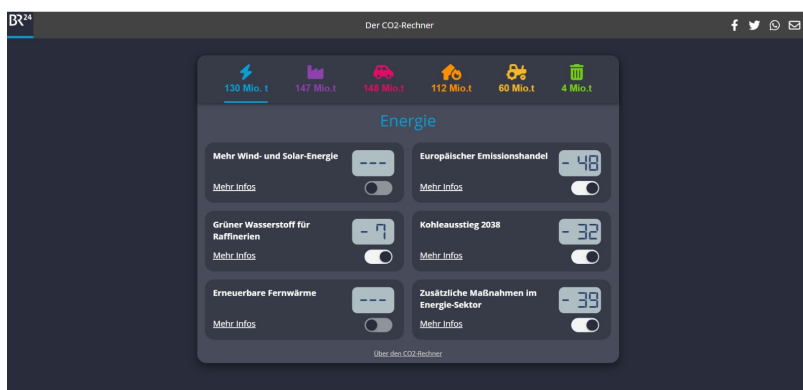 BR24
Der CO2-Rechner
130 Mio. t
147 Mio.t
148 Mio.t
112 Mio.t
60 Mio.t
4 Mio.t
Energie
Mehr Wind- und Solar-Energie
---
Mehr Infos
Europäischer Emissionshandel
- 48
Mehr Infos
Grüner Wasserstoff für
Raffinerien
- 7
Mehr Infos
Kohleausstieg 2038
- 32
Mehr Infos
Erneuerbare Fernwärme
---
Mehr Infos
Zusätzliche Maßnahmen im
Energie-Sektor
- 39
Mehr Infos
Über den CO2-Rechner